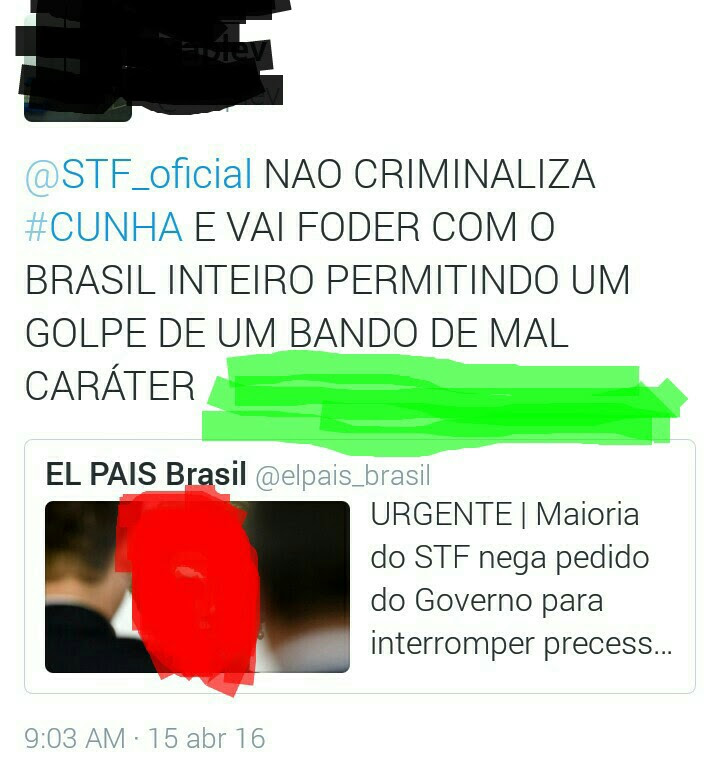 @STF_oficial NAO CRIMINALIZA
#CUNHA E VAI FODER COM O
BRASIL INTEIRO PERMITINDO UM
GOLPE DE UM BANDO DE MAL
CARÁTER
EL PAIS Brasil @elpais_brasil
URGENTE | Maioria
do STF nega pedido
do Governo para
interromper precess...
9:03 AM · 15 abr 16